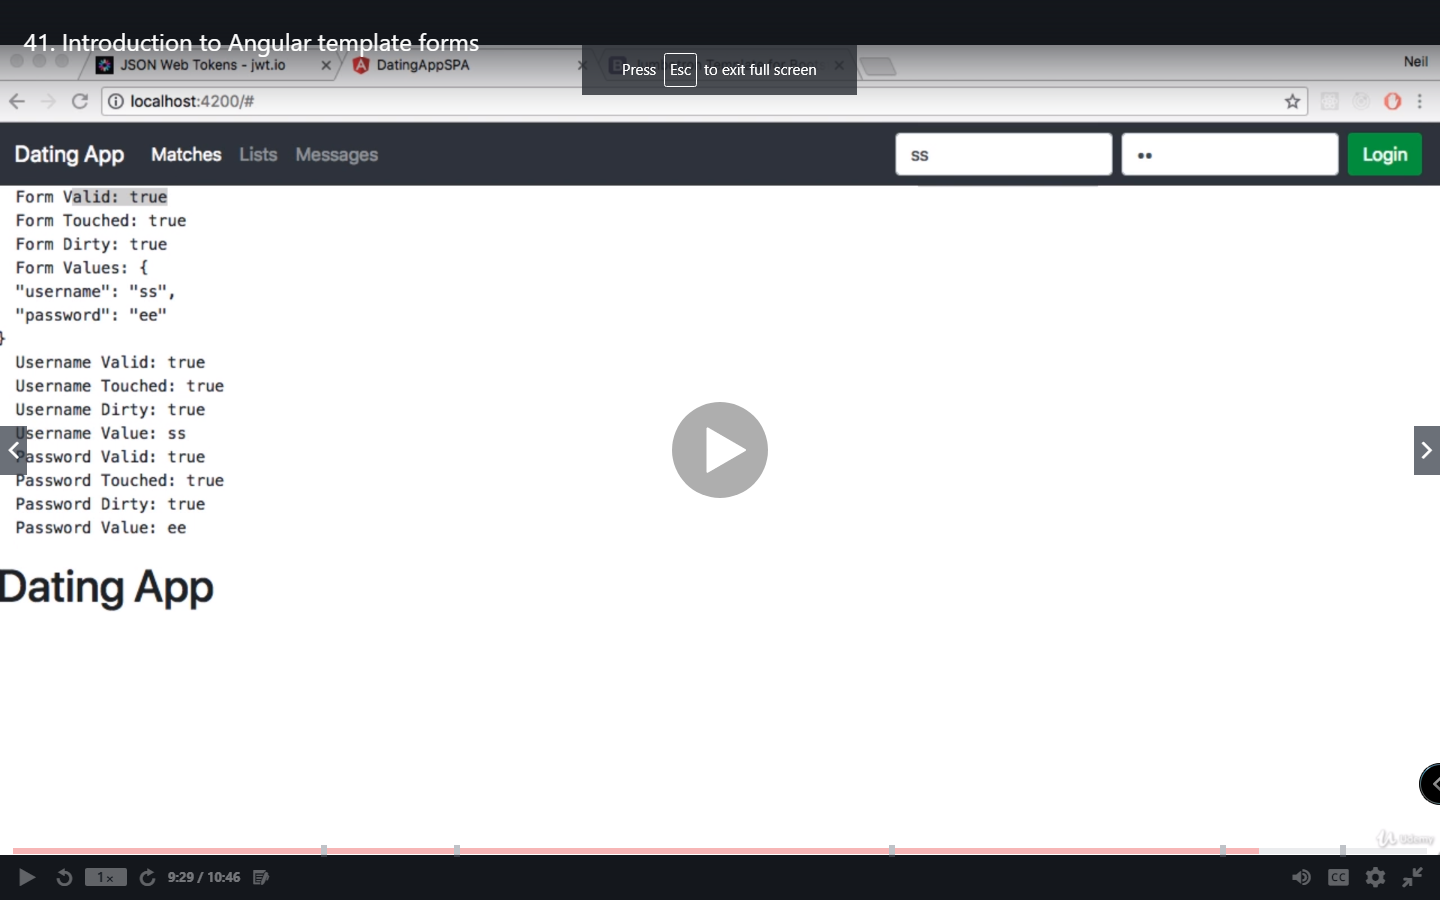 41. Introduction to Angular template forms
JSON Web Tokens - jwt.io
DatingAppSPA
Neil
Press Esc to exit full screen
localhost:4200/#
Dating App Matches Lists Messages
ss
••
Login
Form Valid: true
Form Touched: true
Form Dirty: true
Form Values: {
"username": "ss",
"password": "ee"
}
Username Valid: true
Username Touched: true
Username Dirty: true
Username Value: ss
Password Valid: true
Password Touched: true
Password Dirty: true
Password Value: ee
Dating App
Udemy
1x
9:29 / 10:46
CC